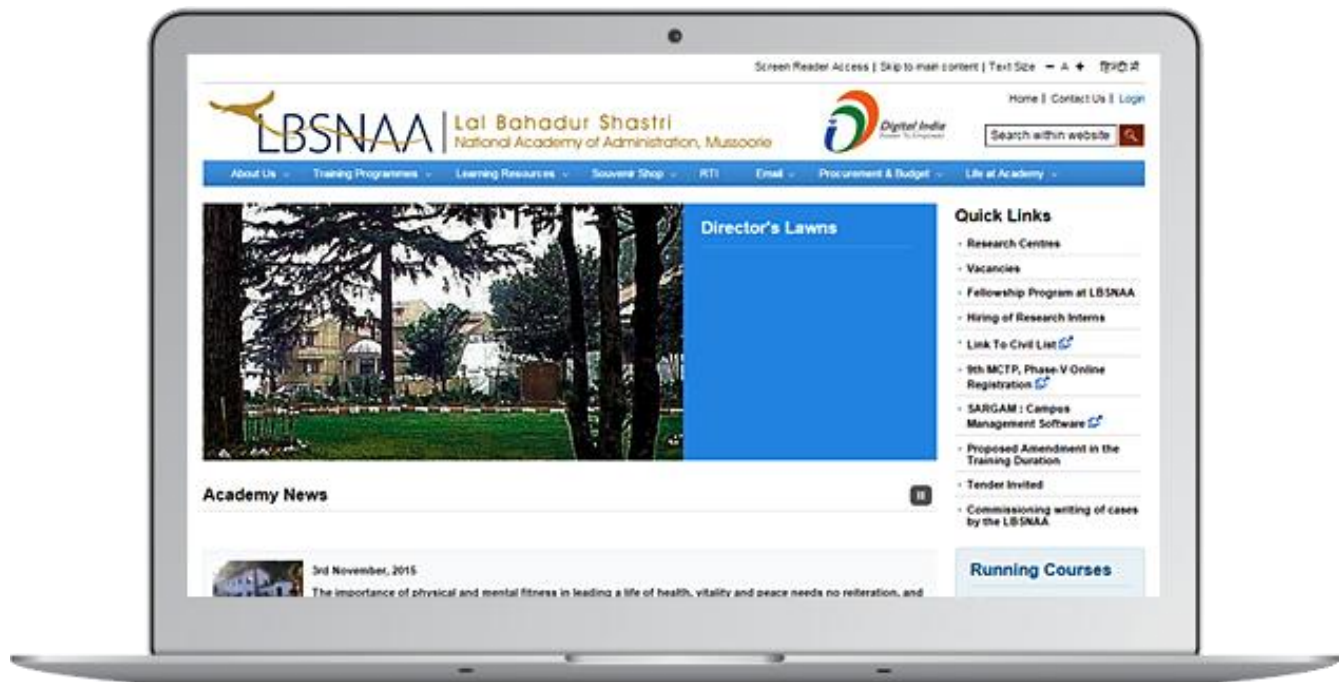 Screen Reader Access | Skip to main content | Text Size − A +
Home | Contact Us | Login
LBSNAA
Lal Bahadur Shastri
National Academy of Administration, Mussoorie
Digital India
Power To Empower
Search within website
About Us
Training Programmes
Learning Resources
Souvenir Shop
RTI
Email
Procurement & Budget
Life at Academy
Director's Lawns
Quick Links
Research Centres
Vacancies
Fellowship Program at LBSNAA
Hiring of Research Interns
Link To Civil List
9th MCTP, Phase-V Online
Registration
SARGAM : Campus
Management Software
Proposed Amendment in the
Training Duration
Tender Invited
Commissioning writing of cases
by the LBSNAA
Academy News
3rd November, 2015
The importance of physical and mental fitness in leading a life of health, vitality and peace needs no reiteration, and
Running Courses